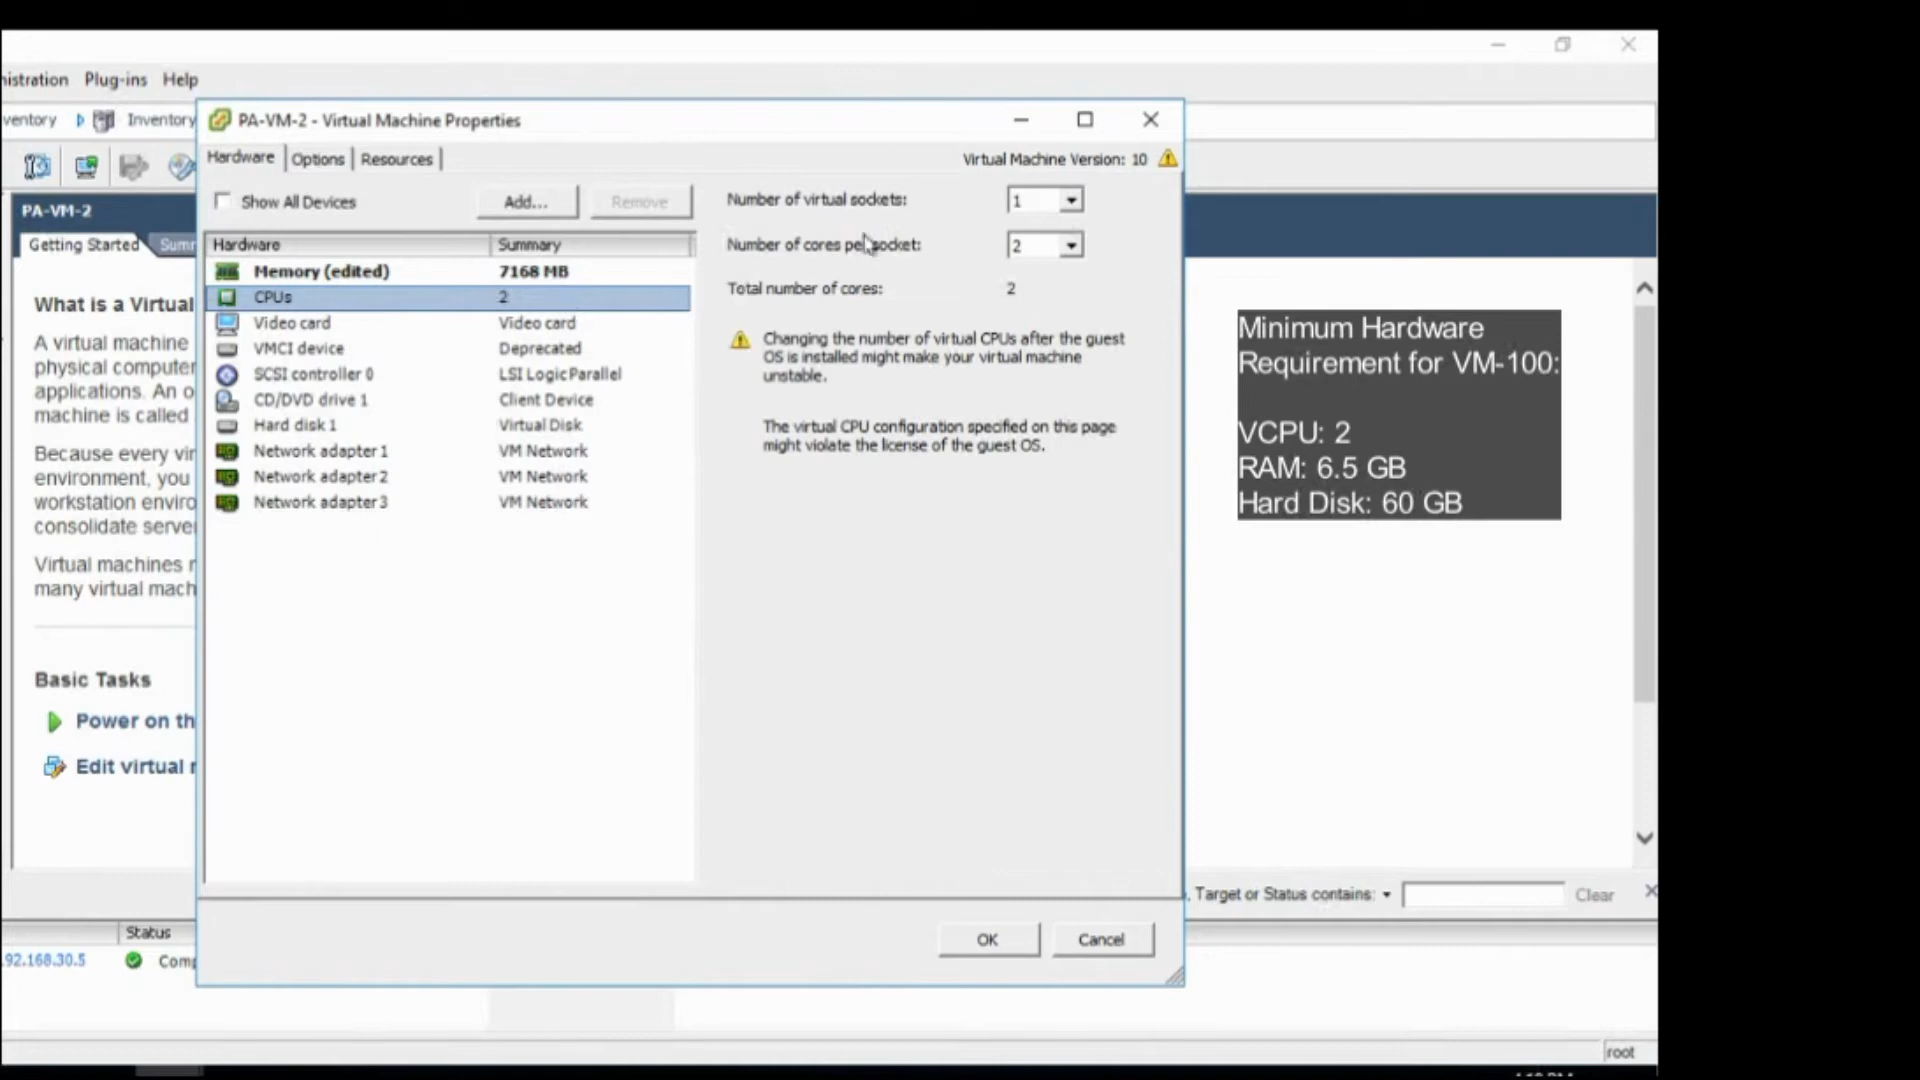 nistration Plug-ins Help
ventory Inventory
PA-VM-2 - Virtual Machine Properties
Hardware Options Resources
Virtual Machine Version: 10
Show All Devices Add... Remove
Hardware Summary
Memory (edited) 7168 MB
CPUs 2
Video card Video card
VMCI device Deprecated
SCSI controller 0 LSI Logic Parallel
CD/DVD drive 1 Client Device
Hard disk 1 Virtual Disk
Network adapter 1 VM Network
Network adapter 2 VM Network
Network adapter 3 VM Network
Number of virtual sockets: 1
Number of cores per socket: 2
Total number of cores: 2
Changing the number of virtual CPUs after the guest
OS is installed might make your virtual machine
unstable.
The virtual CPU configuration specified on this page
might violate the license of the guest OS.
OK Cancel
PA-VM-2
Getting Started Summ
What is a Virtual
A virtual machine
physical computer
applications. An o
machine is called
Because every vir
environment, you
workstation enviro
consolidate serve
Virtual machines r
many virtual mach
Basic Tasks
Power on th
Edit virtual r
Minimum Hardware
Requirement for VM-100:
VCPU: 2
RAM: 6.5 GB
Hard Disk: 60 GB
, Target or Status contains: Clear
Status
92.168.30.5 Comp
root